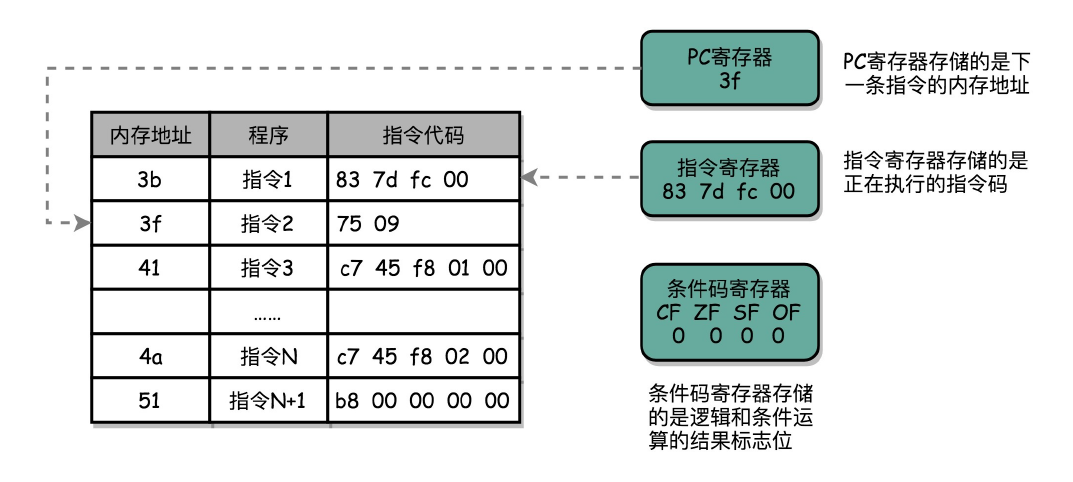 PC寄存器
3f
PC寄存器存储的是下
一条指令的内存地址
内存地址 程序 指令代码
3b 指令1 83 7d fc 00
3f 指令2 75 09
41 指令3 c7 45 f8 01 00
......
4a 指令N c7 45 f8 02 00
51 指令N+1 b8 00 00 00 00
指令寄存器
83 7d fc 00
指令寄存器存储的是
正在执行的指令码
条件码寄存器
CF ZF SF OF
0 0 0 0
条件码寄存器存储
的是逻辑和条件运
算的结果标志位